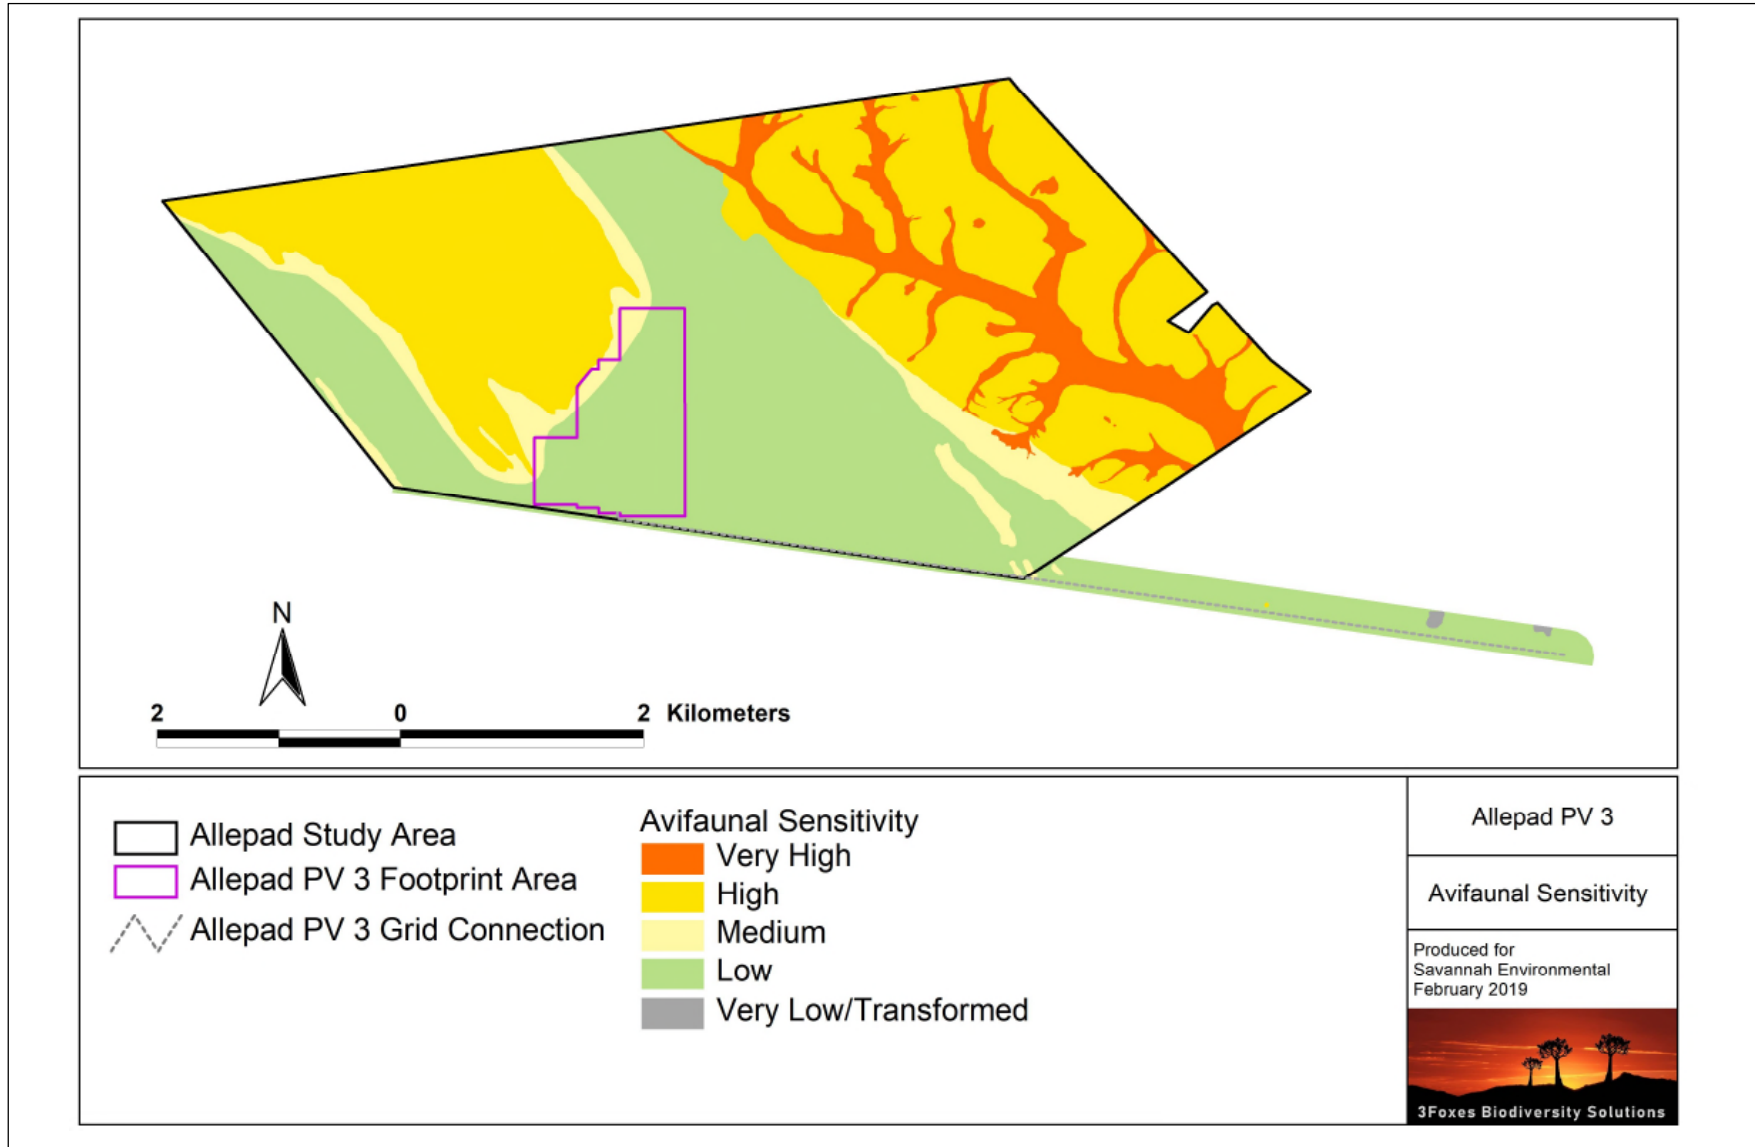 N
2 0 2 Kilometers
Allepad Study Area
Allepad PV 3 Footprint Area
Allepad PV 3 Grid Connection
Avifaunal Sensitivity
Very High
High
Medium
Low
Very Low/Transformed
Allepad PV 3
Avifaunal Sensitivity
Produced for
Savannah Environmental
February 2019
3Foxes Biodiversity Solutions